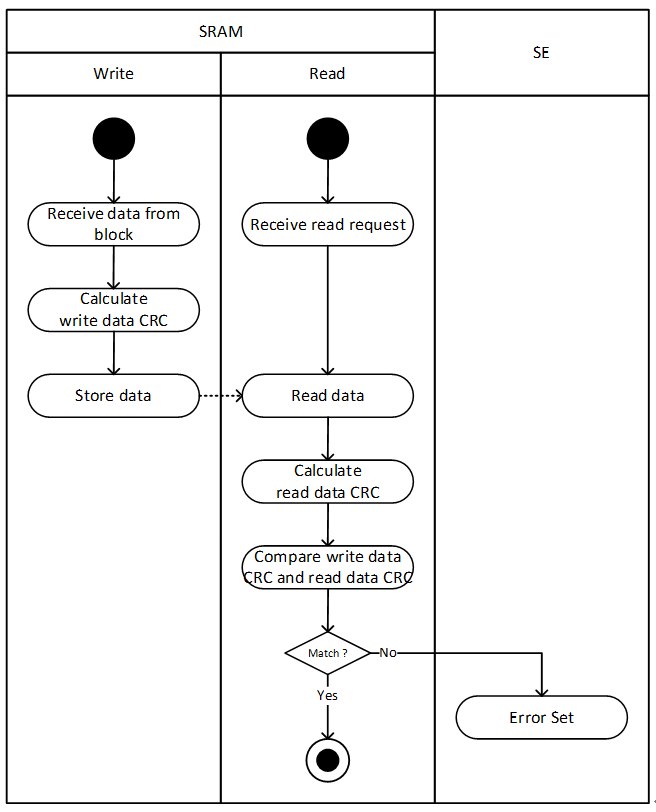 SRAM
SE
Write
Read
Receive data from
block
Receive read request
Calculate
write data CRC
Store data
Read data
Calculate
read data CRC
Compare write data
CRC and read data CRC
Match ?
No
Yes
Error Set